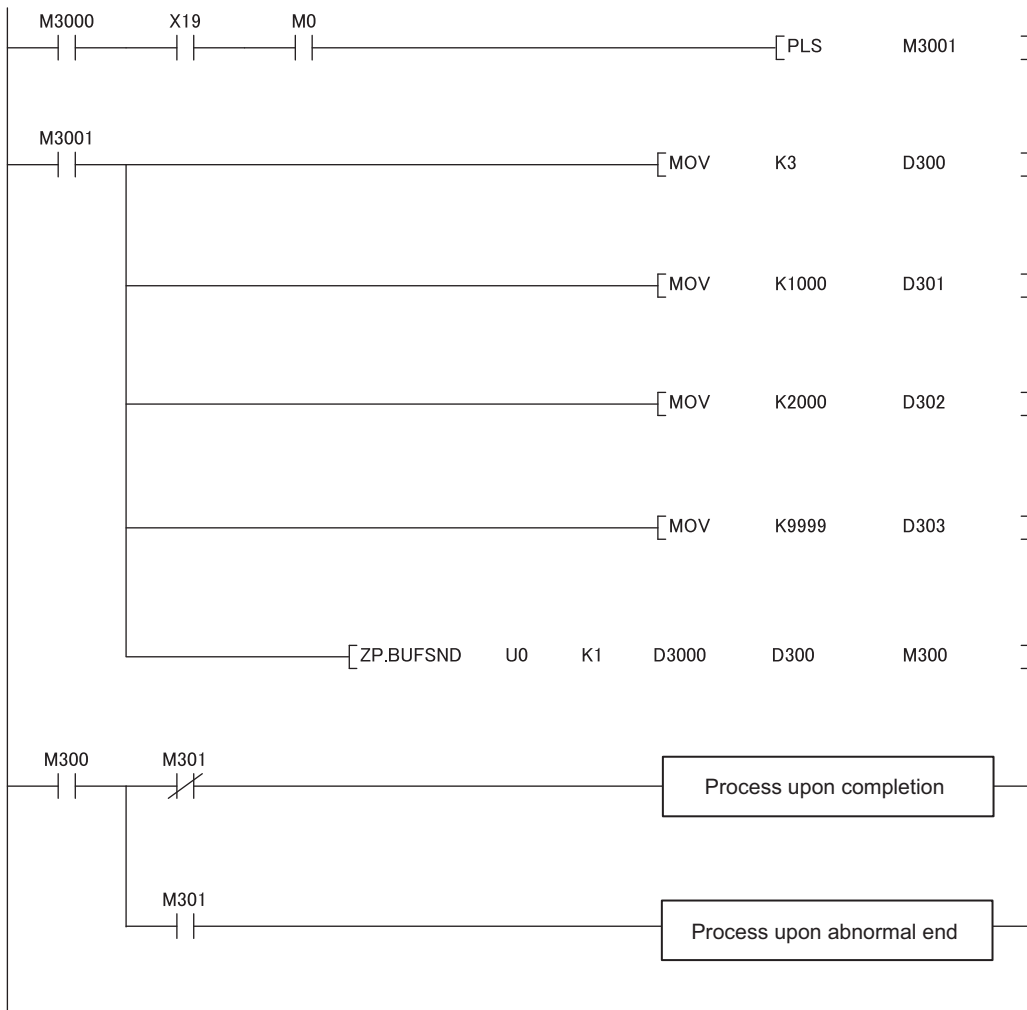 M3000 X19 M0
PLS M3001
M3001
MOV K3 D300
MOV K1000 D301
MOV K2000 D302
MOV K9999 D303
ZP.BUFSND U0 K1 D3000 D300 M300
M300 M301
Process upon completion
M301
Process upon abnormal end